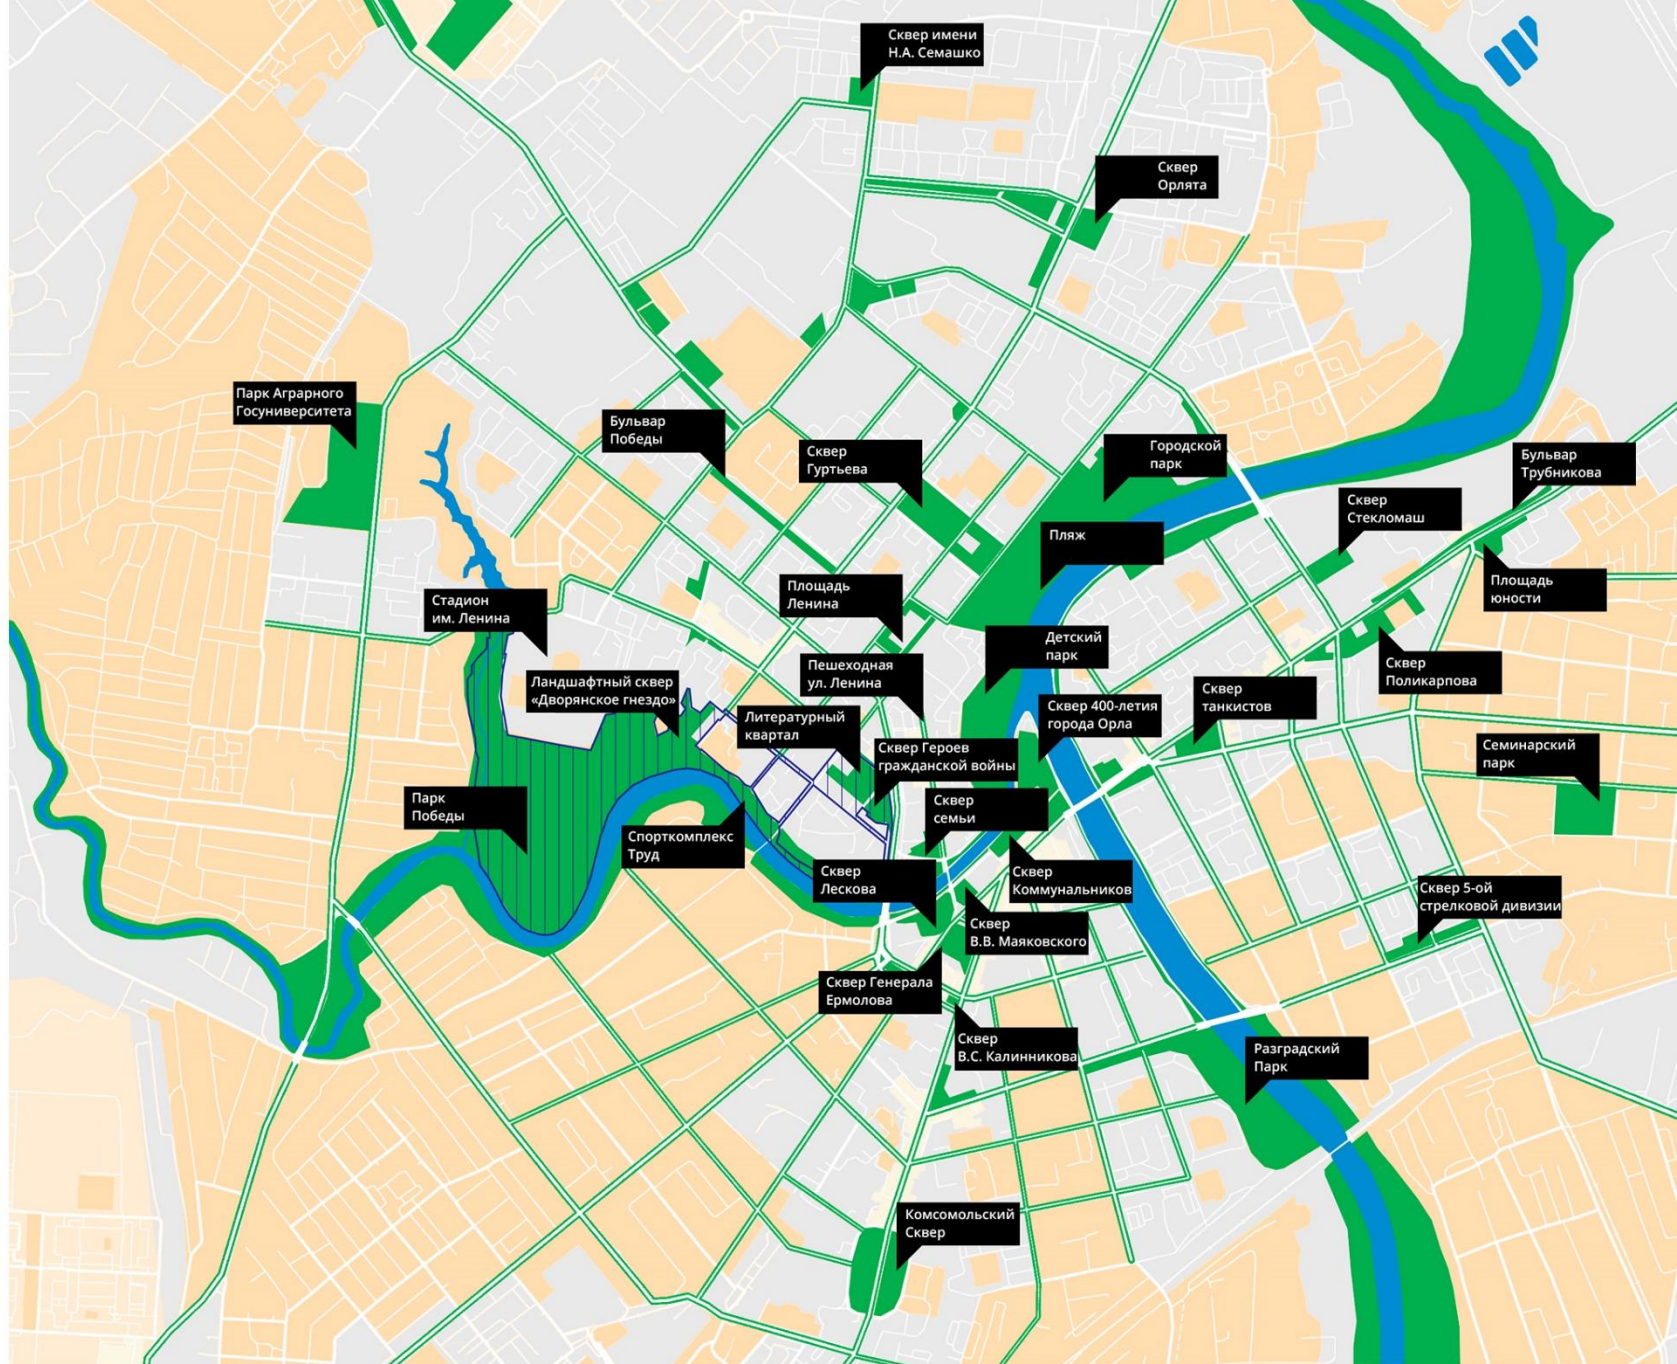 Сквер имени
Н.А. Семашко
Сквер
Орлята
Парк Аграрного
Госуниверситета
Бульвар
Победы
Сквер
Гуртьева
Городской
парк
Бульвар
Трубникова
Сквер
Стекломаш
Пляж
Площадь
юности
Площадь
Ленина
Стадион
им. Ленина
Детский
парк
Пешеходная
ул. Ленина
Сквер
Поликарпова
Ландшафтный сквер
«Дворянское гнездо»
Сквер
танкистов
Сквер 400-летия
города Орла
Литературный
квартал
Сквер Героев
гражданской войны
Семинарский
парк
Парк
Победы
Сквер
семьи
Спорткомплекс
Труд
Сквер
Лескова
Сквер
Коммунальников
Сквер 5-ой
стрелковой дивизии
Сквер
В.В. Маяковского
Сквер Генерала
Ермолова
Сквер
В.С. Калинникова
Разградский
Парк
Комсомольский
Сквер